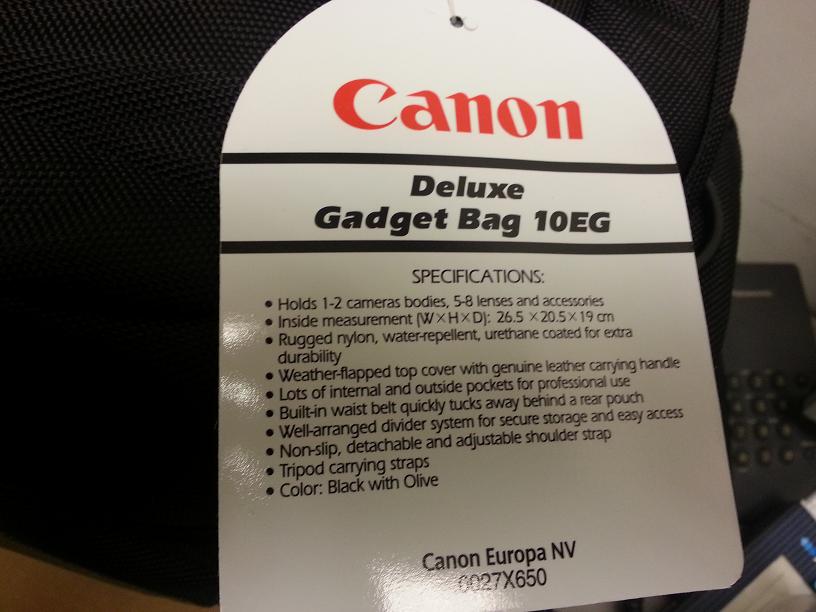 Canon
Deluxe
Gadget Bag 10EG
SPECIFICATIONS:
• Holds 1-2 cameras bodies, 5-8 lenses and accessories
• Inside measurement (W×H×D): 26.5 ×20.5×19 cm
• Rugged nylon, water-repellent, urethane coated for extra
durability
• Weather-flapped top cover with genuine leather carrying handle
• Lots of internal and outside pockets for professional use
• Built-in waist belt quickly tucks away behind a rear pouch
• Well-arranged divider system for secure storage and easy access
• Non-slip, detachable and adjustable shoulder strap
• Tripod carrying straps
• Color: Black with Olive
Canon Europa NV
0027X650